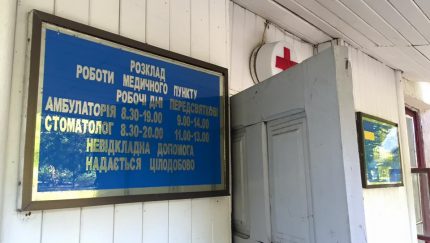 РОЗКЛАД
РОБОТИ МЕДИЧНОГО ПУНКТУ
РОБОЧІ ДНІ ПЕРЕДСВЯТКОВІ
АМБУЛАТОРІЯ 8.30-19.00 9.00-14.00
СТОМАТОЛОГ 8.30-20.00 11.00-13.00
НЕВІДКЛАДНА ДОПОМОГА
НАДАЄТЬСЯ ЦІЛОДОБОВО